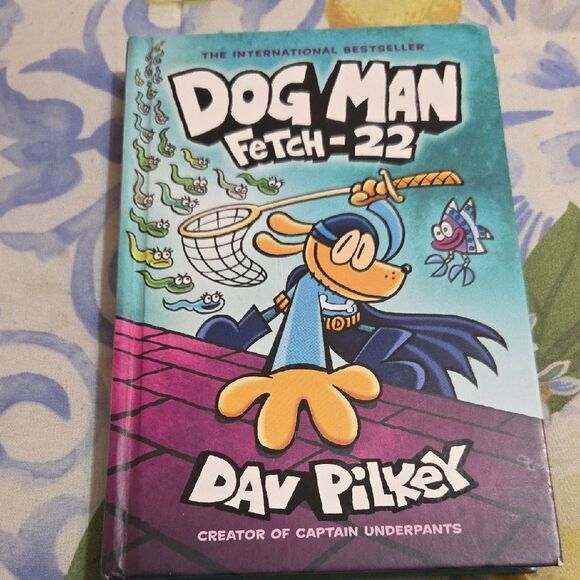 THE INTERNATIONAL BESTSELLER
DOG MAN
FETCH-22
D
DAV PILKEY
CREATOR OF CAPTAIN UNDERPANTS